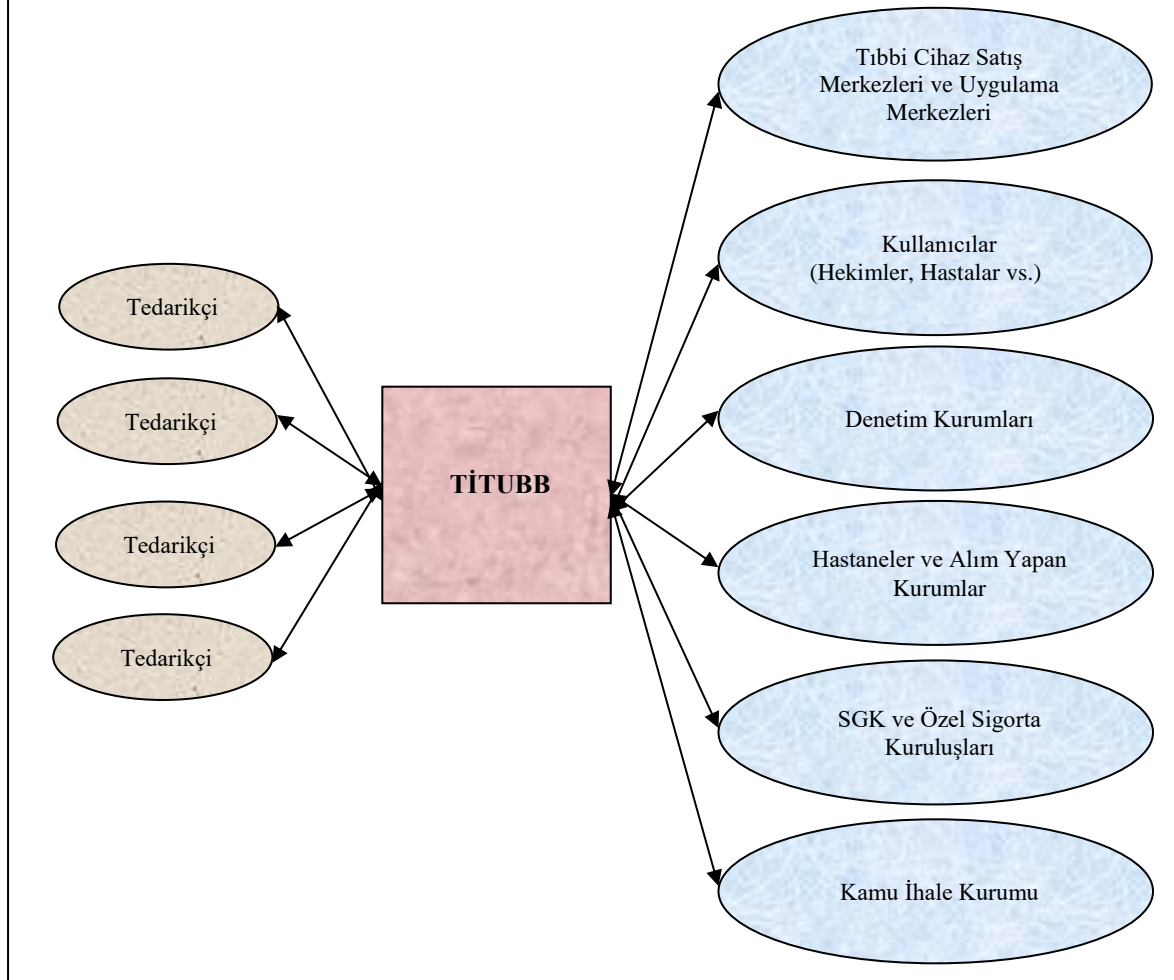 Tıbbi Cihaz Satış
Merkezleri ve Uygulama
Merkezleri
Kullanıcılar
(Hekimler, Hastalar vs.)
Tedarikçi
Tedarikçi
Denetim Kurumları
TİTUBB
Tedarikçi
Hastaneler ve Alım Yapan
Kurumlar
Tedarikçi
SGK ve Özel Sigorta
Kuruluşları
Kamu İhale Kurumu